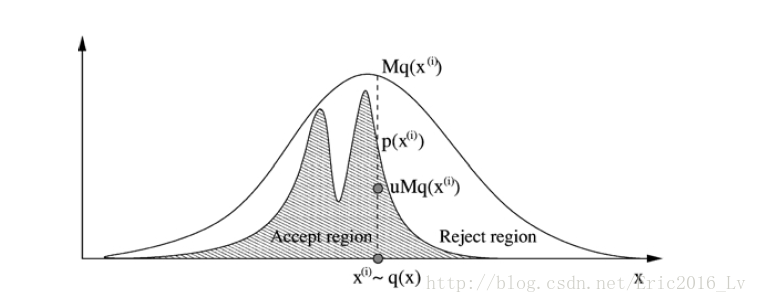 Mq(x⁽ⁱ⁾)
p(x⁽ⁱ⁾)
uMq(x⁽ⁱ⁾)
Accept region
Reject region
x⁽ⁱ⁾~ q(x)
x
http://blog.csdn.net/Eric2016_Lv